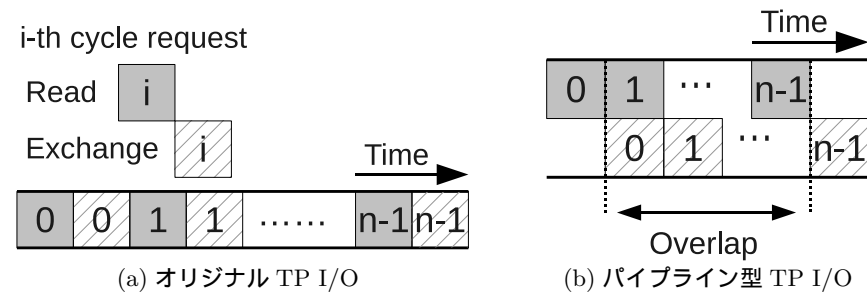 i-th cycle request
Read i
Exchange i
Time
0 0 1 1 …… n-1 n-1
(a) オリジナル TP I/O
Time
0 1 … n-1
0 1 … n-1
Overlap
(b) パイプライン型 TP I/O